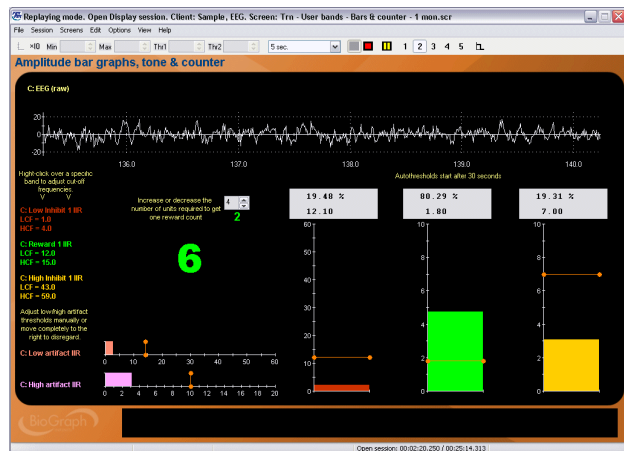 Replaying mode. Open Display session. Client: Sample, EEG. Screen: Trn - User bands - Bars & counter - 1 mon.scr
File Session Screens Edit Options View Help
×10 Min Max Thr1 Thr2 5 sec. 1 2 3 4 5
Amplitude bar graphs, tone & counter
C: EEG (raw)
20
0
-20
136.0 137.0 138.0 139.0 140.0
Right-click over a specific
band to adjust cut-off
frequencies.
V V
Autothresholds start after 30 seconds
Increase or decrease the
number of units required to get
one reward count
4
2
6
19.48 % 80.29 % 19.31 %
12.10 1.80 7.00
C: Low Inhibit 1 IIR
LCF = 1.0
HCF = 4.0
C: Reward 1 IIR
LCF = 12.0
HCF = 15.0
C: High Inhibit 1 IIR
LCF = 43.0
HCF = 59.0
Adjust low/high artifact
thresholds manually or
move completely to the
right to disregard.
C: Low artifact IIR
0 10 20 30 40 50 60
C: High artifact IIR
0 2 4 6 8 10 12 14 16 18 20
60 10 10
50 8 8
40 6 6
30 4 4
20 2 2
10 0 0
0
BioGraph
Open session: 00:02:20.250 / 00:25:14.313